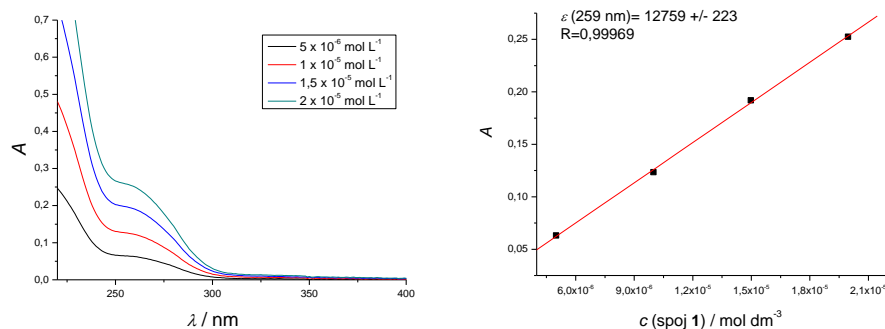 0,7
0,6
0,5
0,4
0,3
0,2
0,1
0,0
A
250
300
350
400
λ / nm
5 x 10⁻⁶ mol L⁻¹
1 x 10⁻⁵ mol L⁻¹
1,5 x 10⁻⁵ mol L⁻¹
2 x 10⁻⁵ mol L⁻¹
ε (259 nm)= 12759 +/- 223
R=0,99969
0,25
0,20
0,15
0,10
0,05
A
6,0x10⁻⁶
9,0x10⁻⁶
1,2x10⁻⁵
1,5x10⁻⁵
1,8x10⁻⁵
2,1x10⁻⁵
c (spoj 1) / mol dm⁻³